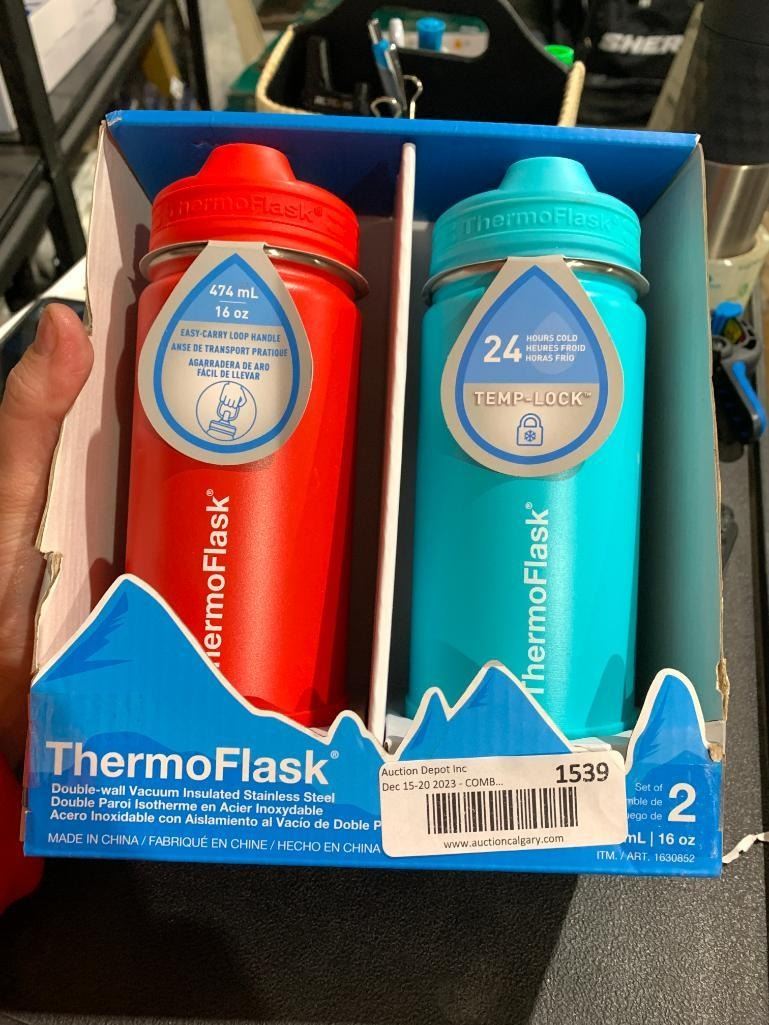 SHER
ThermoFlask®
ThermoFlask®
474 mL
16 oz
EASY-CARRY LOOP HANDLE
ANSE DE TRANSPORT PRATIQUE
AGARRADERA DE ARO
FÁCIL DE LLEVAR
24 HOURS COLD
HEURES FROID
HORAS FRÍO
TEMP-LOCK™
ThermoFlask®
ThermoFlask®
ThermoFlask®
Double-wall Vacuum Insulated Stainless Steel
Double Paroi Isotherme en Acier Inoxydable
Acero Inoxidable con Aislamiento al Vacío de Doble P
MADE IN CHINA / FABRIQUÉ EN CHINE / HECHO EN CHINA
Auction Depot Inc
Dec 15-20 2023 - COMB...
1539
www.auctioncalgary.com
Set of
mble de
uego de
2
mL | 16 oz
ITM. / ART. 1630852